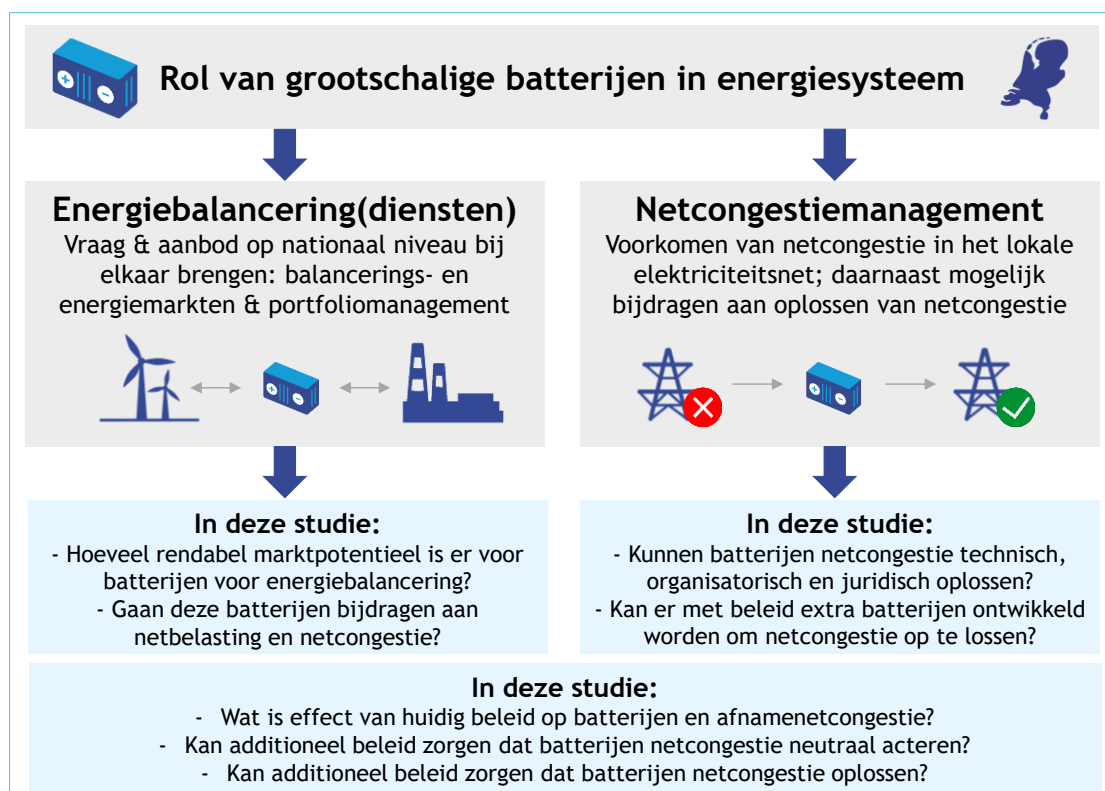 Rol van grootschalige batterijen in energiesysteem
Energiebalancering(diensten)
Vraag & aanbod op nationaal niveau bij
elkaar brengen: balancerings- en
energiemarkten & portfoliomanagement
Netcongestiemanagement
Voorkomen van netcongestie in het lokale
elektriciteitsnet; daarnaast mogelijk
bijdragen aan oplossen van netcongestie
In deze studie:
- Hoeveel rendabel marktpotentieel is er voor
batterijen voor energiebalancering?
- Gaan deze batterijen bijdragen aan
netbelasting en netcongestie?
In deze studie:
- Kunnen batterijen netcongestie technisch,
organisatorisch en juridisch oplossen?
- Kan er met beleid extra batterijen ontwikkeld
worden om netcongestie op te lossen?
In deze studie:
- Wat is effect van huidig beleid op batterijen en afnamenetcongestie?
- Kan additioneel beleid zorgen dat batterijen netcongestie neutraal acteren?
- Kan additioneel beleid zorgen dat batterijen netcongestie oplossen?